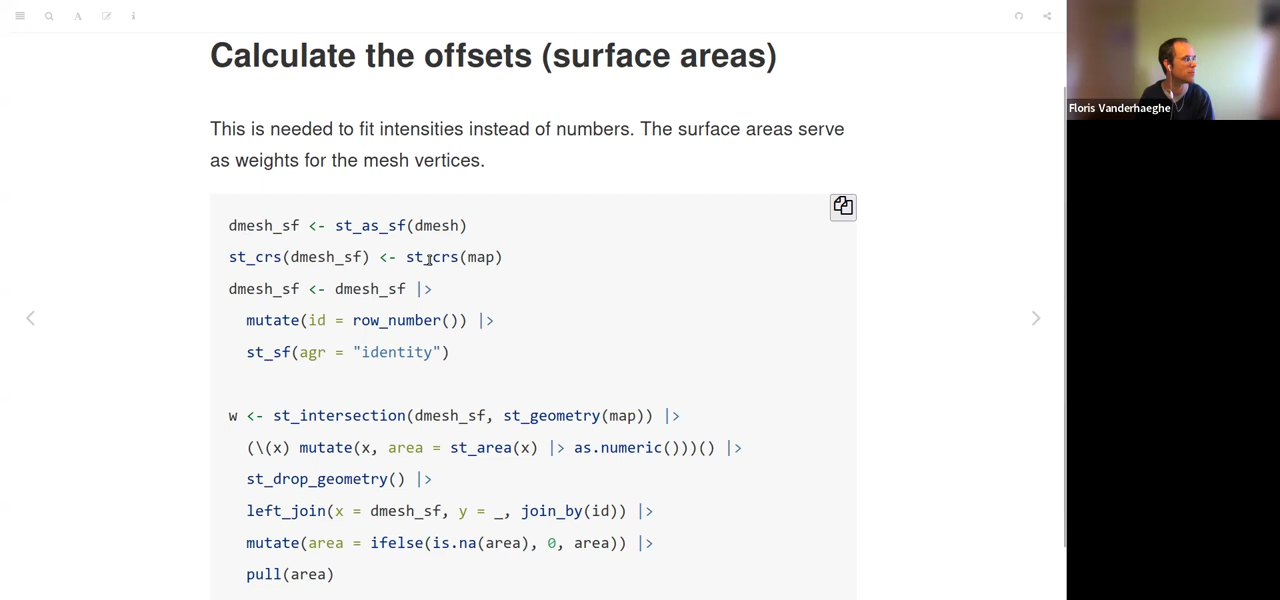 Calculate the offsets (surface areas)
This is needed to fit intensities instead of numbers. The surface areas serve
as weights for the mesh vertices.
dmesh_sf <- st_as_sf(dmesh)
st_crs(dmesh_sf) <- st_crs(map)
dmesh_sf <- dmesh_sf |>
mutate(id = row_number()) |>
st_sf(agr = "identity")
w <- st_intersection(dmesh_sf, st_geometry(map)) |>
(\(x) mutate(x, area = st_area(x) |> as.numeric()))() |>
st_drop_geometry() |>
left_join(x = dmesh_sf, y = _, join_by(id)) |>
mutate(area = ifelse(is.na(area), 0, area)) |>
pull(area)
Floris Vanderhaeghe